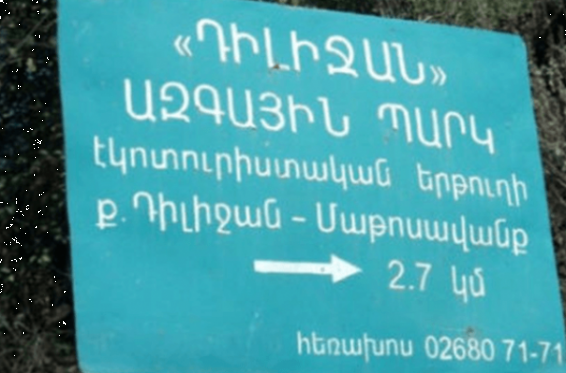 «ԴԻԼԻՋԱՆ»
ԱԶԳԱՅԻՆ ՊԱՐԿ
էկոտուրիստական երթուղի
ք. Դիլիջան – Մաթոսավանք
2.7 կմ
հեռախոս 02680 71-71